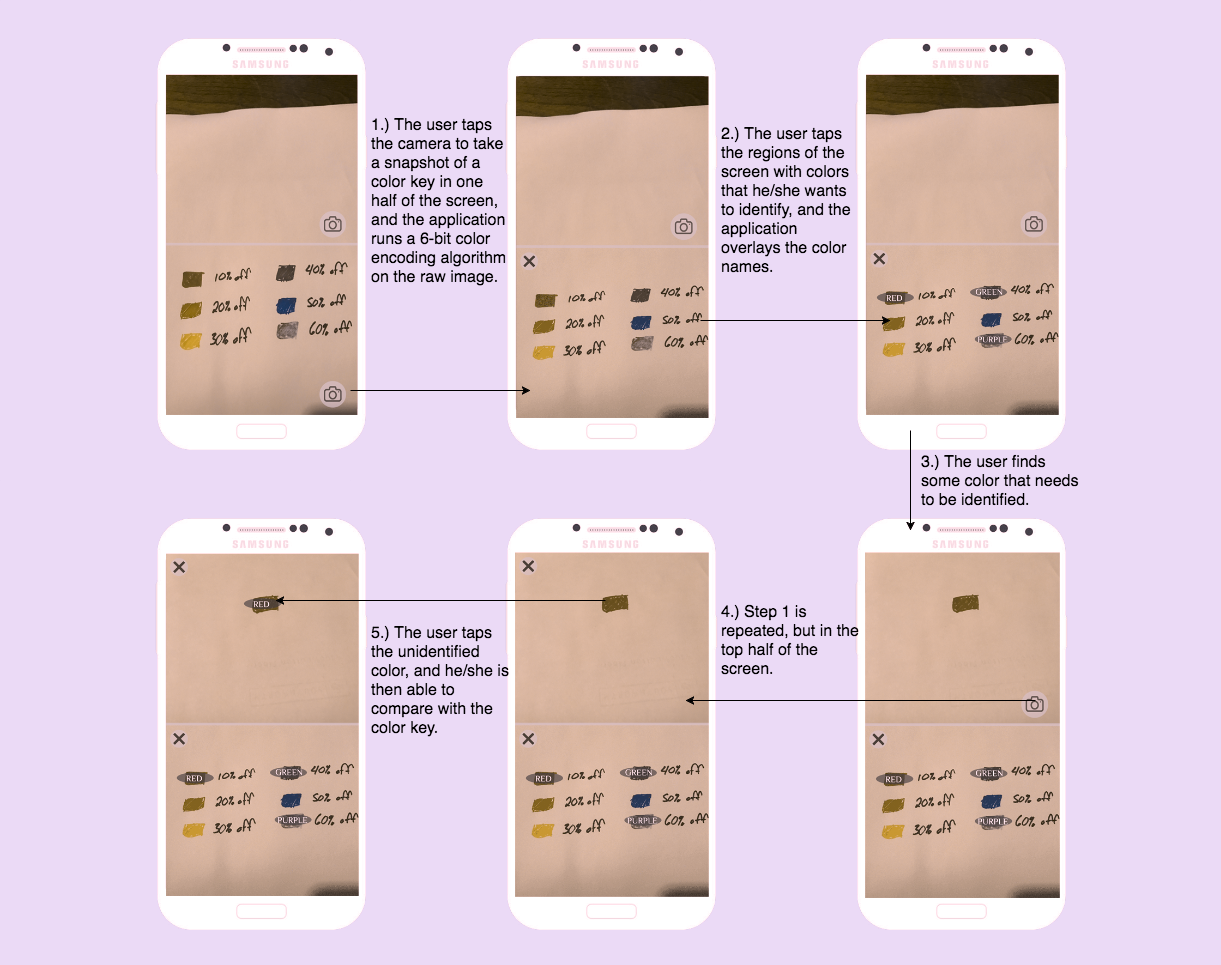 SAMSUNG
SAMSUNG
SAMSUNG
1.) The user taps
the camera to take
a snapshot of a
color key in one
half of the screen,
and the application
runs a 6-bit color
encoding algorithm
on the raw image.
2.) The user taps
the regions of the
screen with colors
that he/she wants
to identify, and the
application
overlays the color
names.
10% off
40% off
20% off
50% off
30% off
60% off
10% off
40% off
20% off
50% off
30% off
60% off
RED 10% off
GREEN 40% off
20% off
50% off
30% off
PURPLE 60% off
3.) The user finds
some color that needs
to be identified.
SAMSUNG
SAMSUNG
SAMSUNG
4.) Step 1 is
repeated, but in the
top half of the
screen.
RED
5.) The user taps
the unidentified
color, and he/she is
then able to
compare with the
color key.
RED 10% off
GREEN 40% off
20% off
50% off
30% off
PURPLE 60% off
RED 10% off
GREEN 40% off
20% off
50% off
30% off
PURPLE 60% off
RED 10% off
GREEN 40% off
20% off
50% off
30% off
PURPLE 60% off